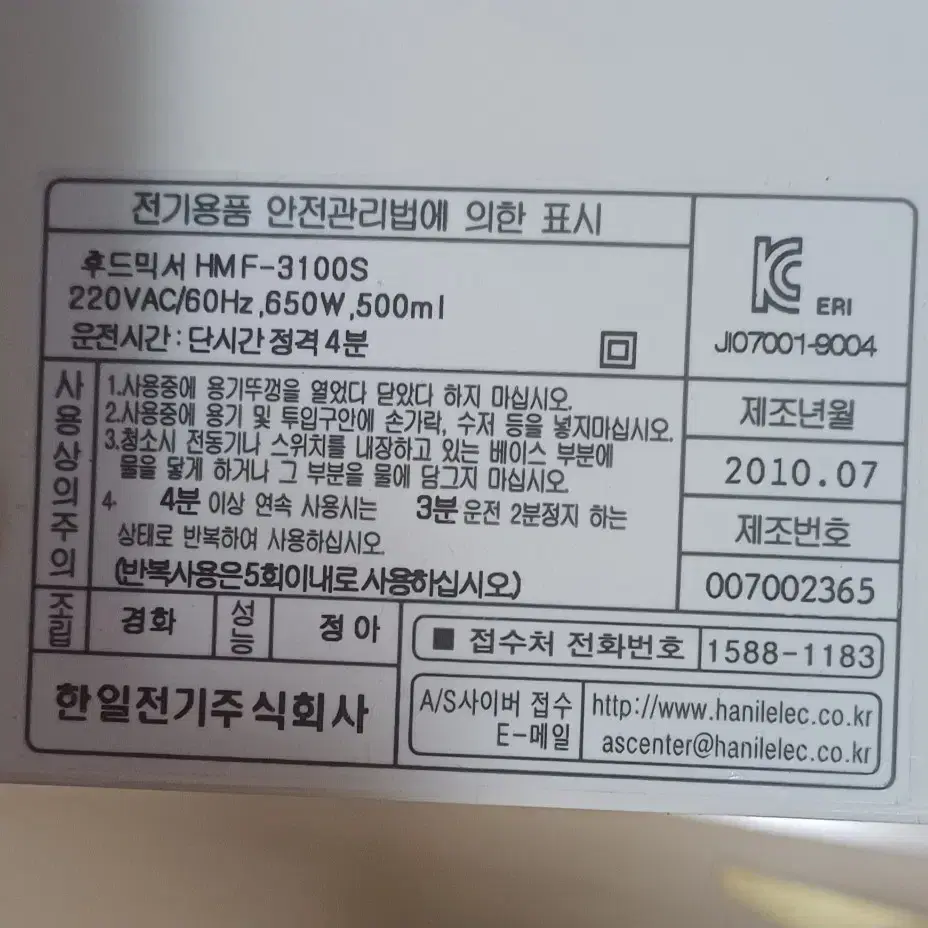 전기용품 안전관리법에 의한 표시
후드믹서 HMF-3100S
220VAC/60Hz,650W,500ml
운전시간:단시간정격4분
KC
ERI
JI07001-9004
사용상의주의
1.사용중에 용기뚜껑을 열었다 닫았다 하지 마십시오.
2.사용중에 용기 및 투입구안에 손가락, 수저 등을 넣지마십시오.
3.청소시 전동기나 스위치를 내장하고 있는 베이스 부분에
물을 닿게 하거나 그 부분을 물에 담그지 마십시오.
4. 4분 이상 연속 사용시는 3분 운전 2분정지 하는
상태로 반복하여 사용하십시오.
(반복사용은5회이내로사용하십시오)
제조년월
2010.07
제조번호
007002365
조립 경화 성능 정아
한일전기주식회사
■ 접수처 전화번호 1588-1183
A/S사이버 접수 http://www.hanilelec.co.kr
E-메일 ascenter@hanilelec.co.kr